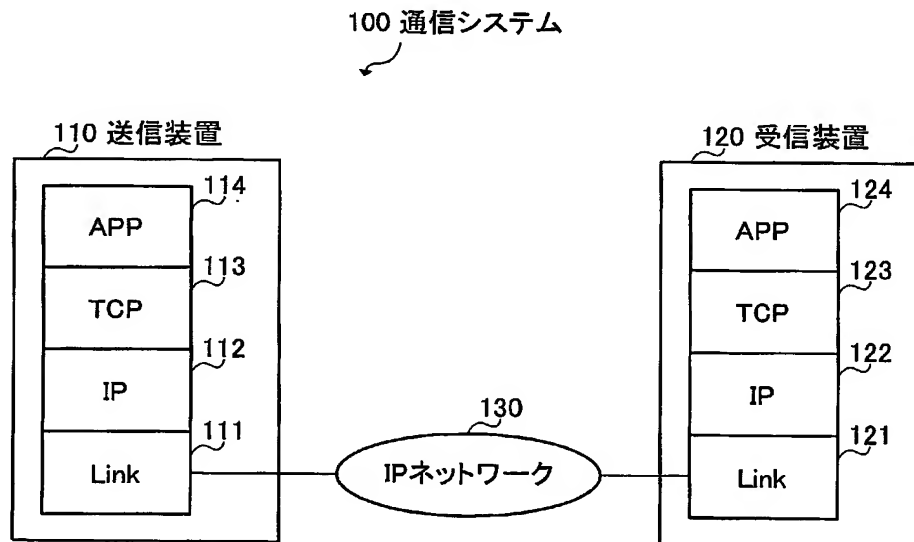 100 通信システム
110 送信装置
114
APP
113
TCP
112
IP
111
Link
130
IPネットワーク
120 受信装置
124
APP
123
TCP
122
IP
121
Link